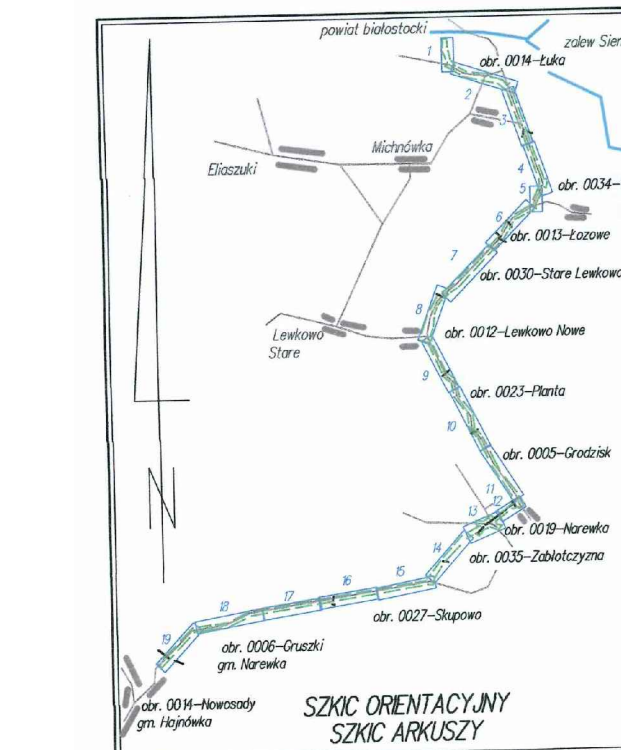 powiat białostocki
zalew
1
obr. 0014-Łuka
2
3
Michnówka
Eliaszuki
4
5
obr. 0034-
6
obr. 0013-Łozowe
7
obr. 0030-Stare Lewkowo
8
Lewkowo
Stare
obr. 0012-Lewkowo Nowe
9
obr. 0023-Planta
10
obr. 0005-Grodzisk
11
12
13
obr. 0019-Narewka
14
obr. 0035-Zabłotczyzna
N
15
16
17
18
obr. 0027-Skupowo
19
obr. 0006-Gruszki
gm. Narewka
obr. 0014-Nowosady
gm. Hajnówka
SZKIC ORIENTACYJNY
SZKIC ARKUSZY